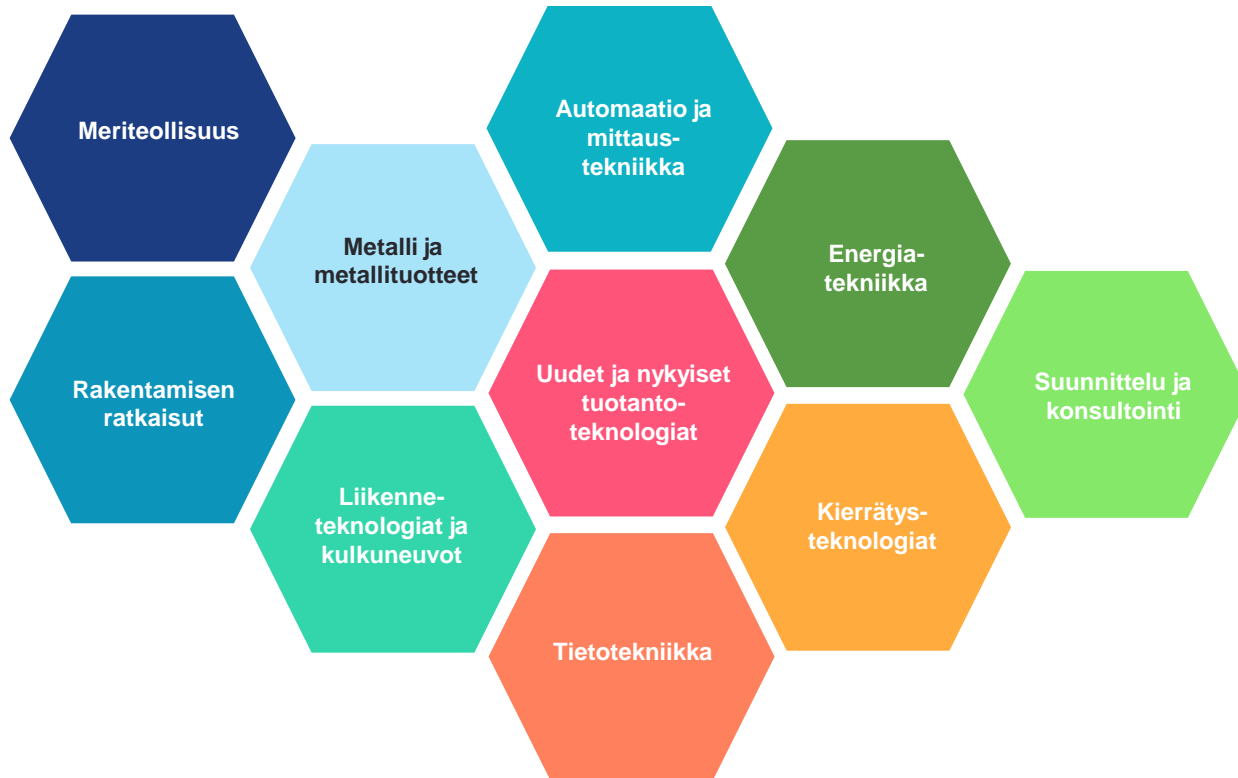 Meriteollisuus
Automaatio ja
mittaus-
tekniikka
Metalli ja
metallituotteet
Energia-
tekniikka
Rakentamisen
ratkaisut
Uudet ja nykyiset
tuotanto-
teknologiat
Suunnittelu ja
konsultointi
Liikenne-
teknologiat ja
kulkuneuvot
Kierrätys-
teknologiat
Tietotekniikka